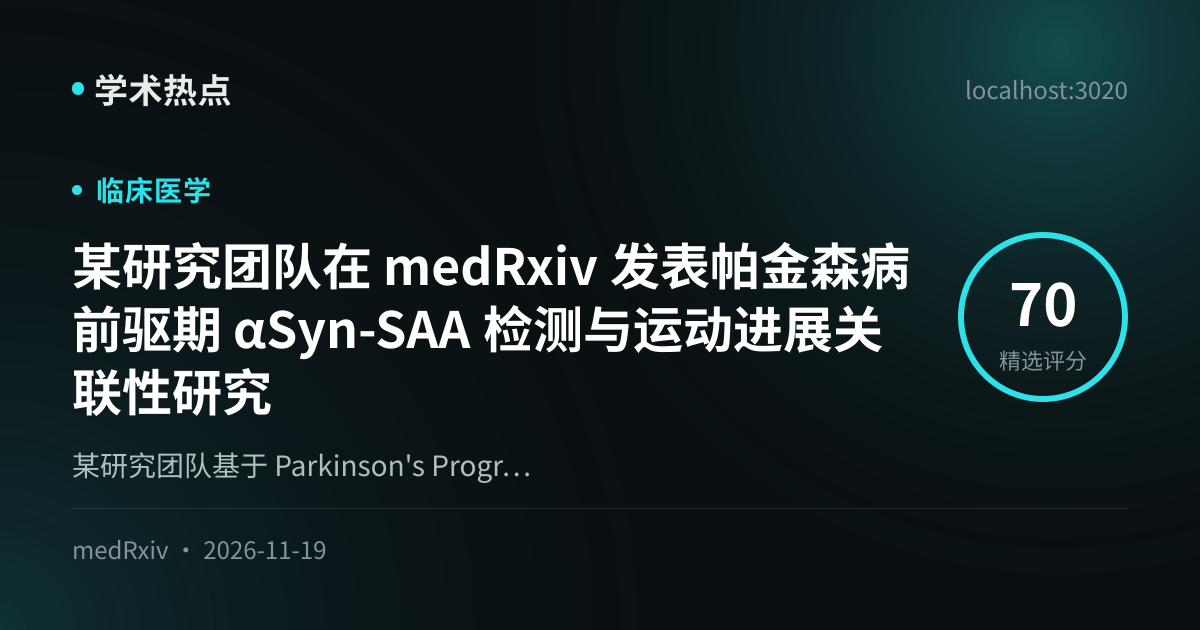 学术热点
localhost:3020
临床医学
某研究团队在 medRxiv 发表帕金森病
前驱期 αSyn-SAA 检测与运动进展关
联性研究
70
精选评分
某研究团队基于 Parkinson's Progr…
medRxiv · 2026-11-19